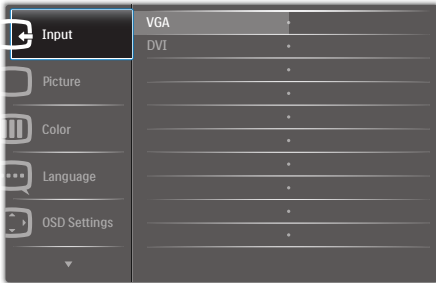 Input
Picture
Color
Language
OSD Settings
VGA
DVI